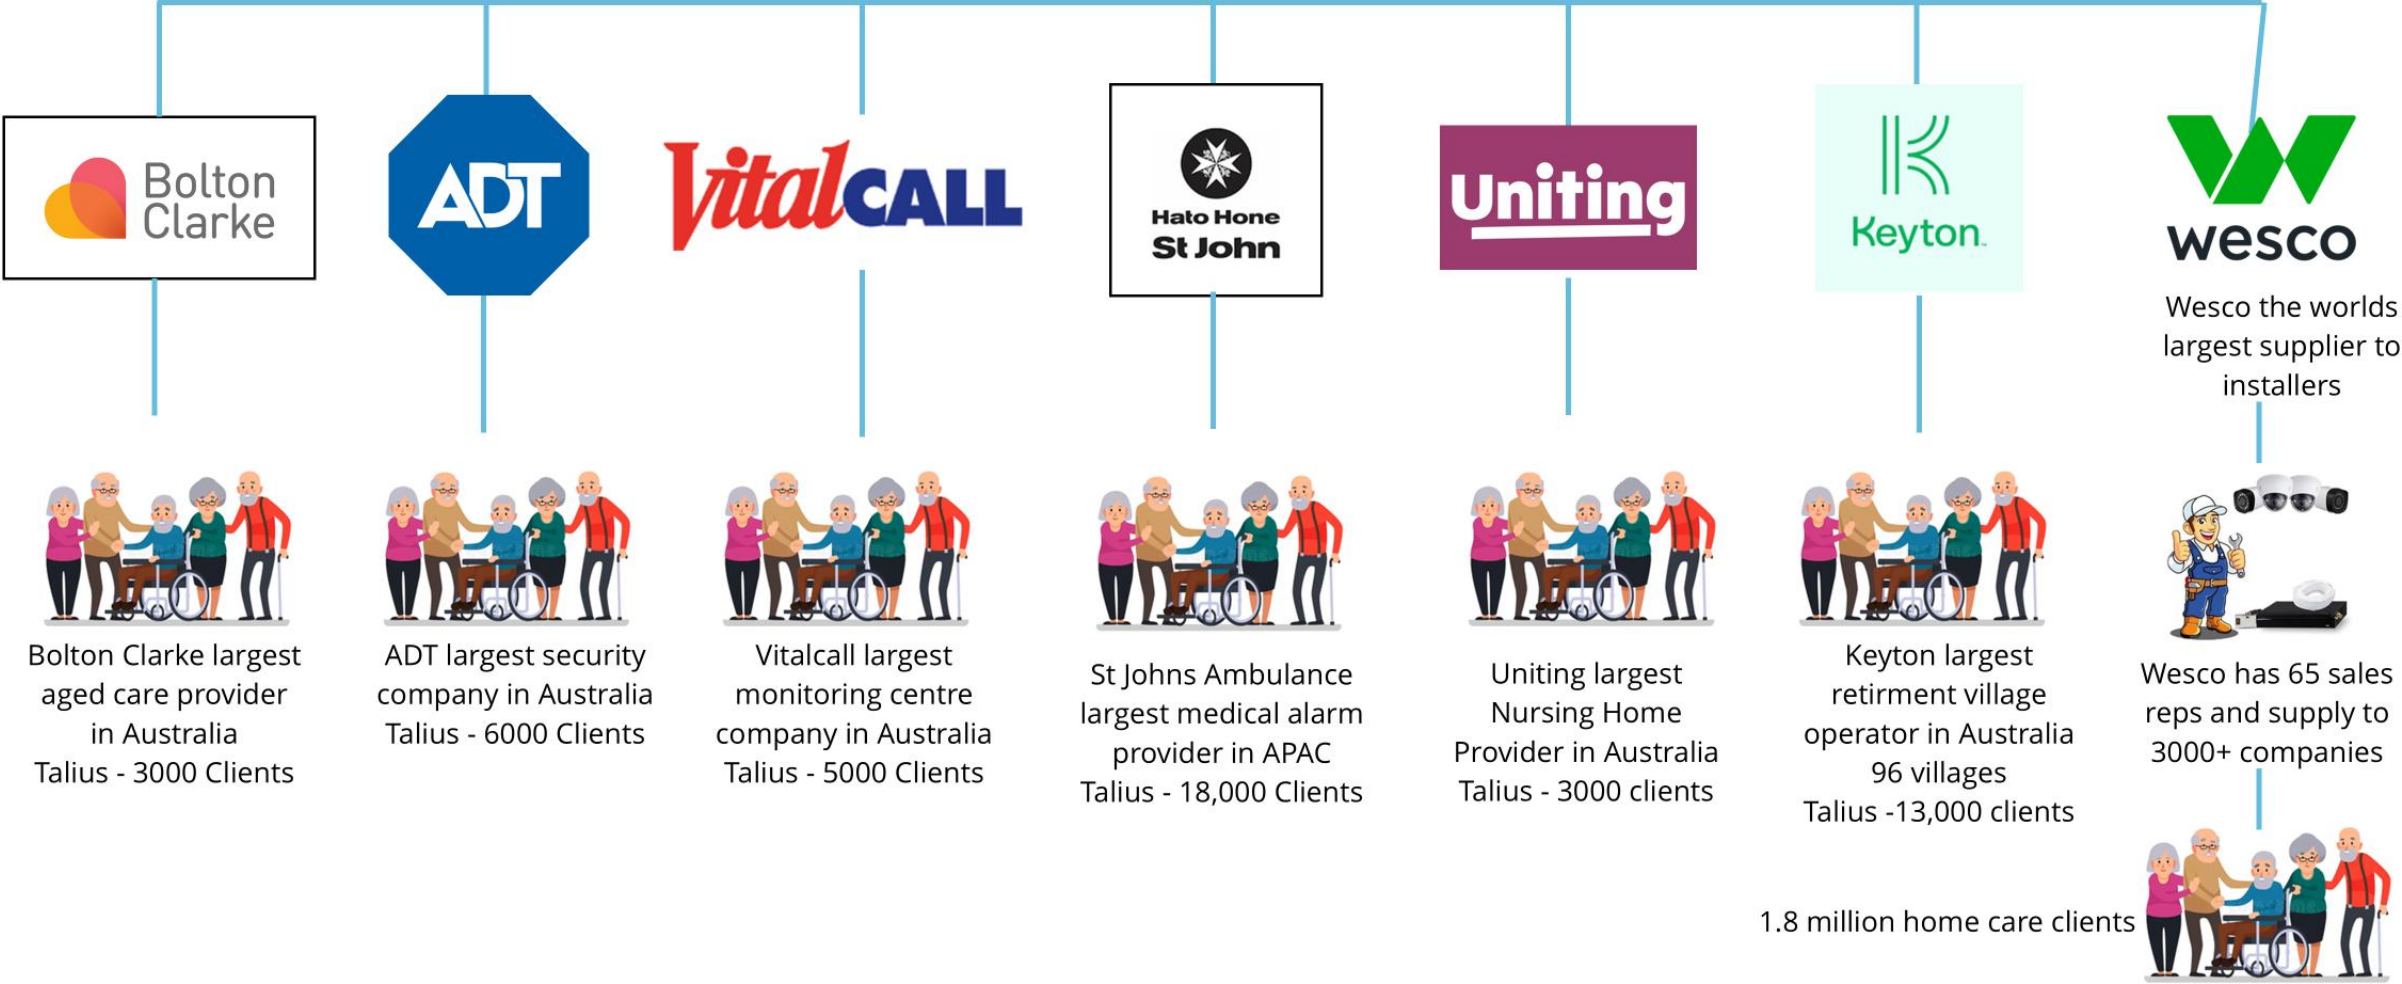 Bolton
Clarke
ADT
VitalCALL
Hato Hone
St John
Uniting
Keyton
wesco
Wesco the worlds
largest supplier to
installers
Bolton Clarke largest
aged care provider
in Australia
Talius - 3000 Clients
ADT largest security
company in Australia
Talius - 6000 Clients
Vitalcall largest
monitoring centre
company in Australia
Talius - 5000 Clients
St Johns Ambulance
largest medical alarm
provider in APAC
Talius - 18,000 Clients
Uniting largest
Nursing Home
Provider in Australia
Talius - 3000 clients
Keyton largest
retirment village
operator in Australia
96 villages
Talius -13,000 clients
Wesco has 65 sales
reps and supply to
3000+ companies
1.8 million home care clients